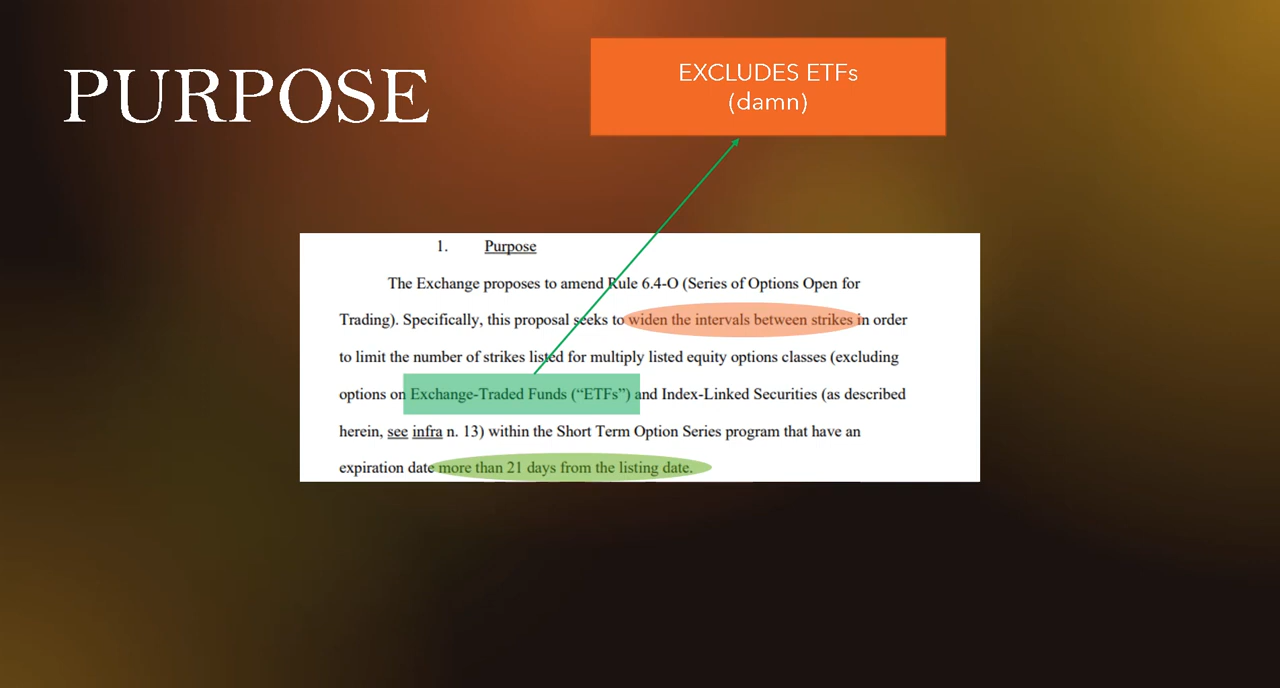 PURPOSE
EXCLUDES ETFs
(damn)
1. Purpose
The Exchange proposes to amend Rule 6.4-O (Series of Options Open for
Trading). Specifically, this proposal seeks to widen the intervals between strikes in order
to limit the number of strikes listed for multiply listed equity options classes (excluding
options on Exchange-Traded Funds (“ETFs”) and Index-Linked Securities (as described
herein, see infra n. 13) within the Short Term Option Series program that have an
expiration date more than 21 days from the listing date.